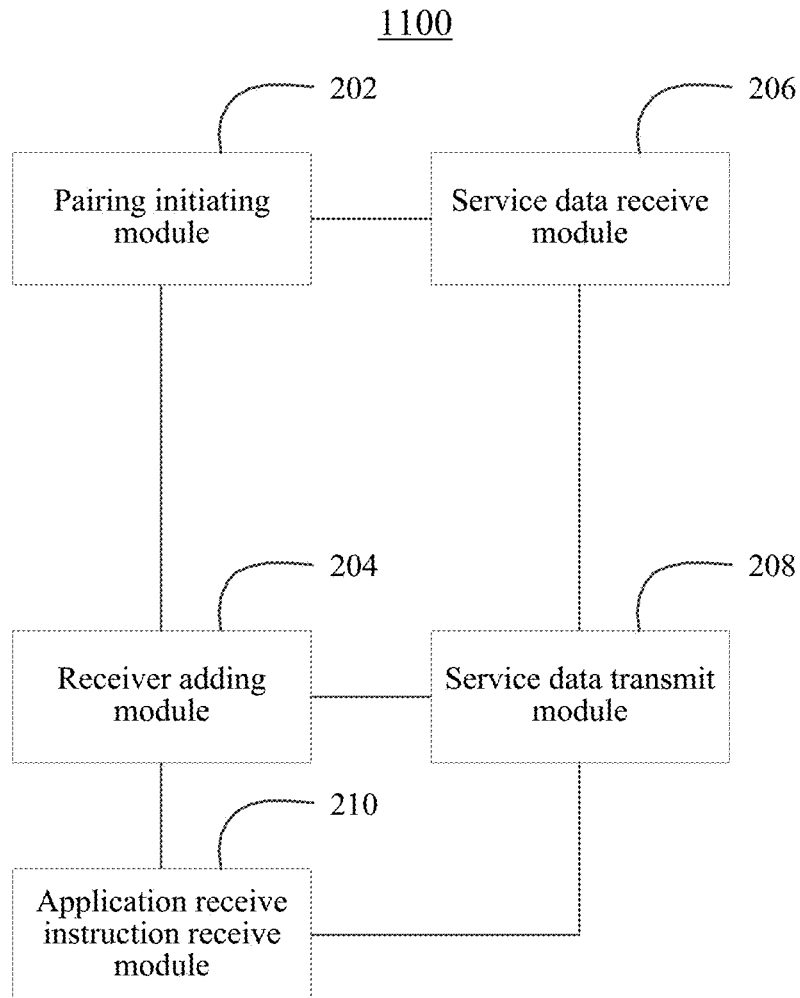 1100
202
206
Pairing initiating
module
Service data receive
module
204
208
Receiver adding
module
Service data transmit
module
210
Application receive
instruction receive
module